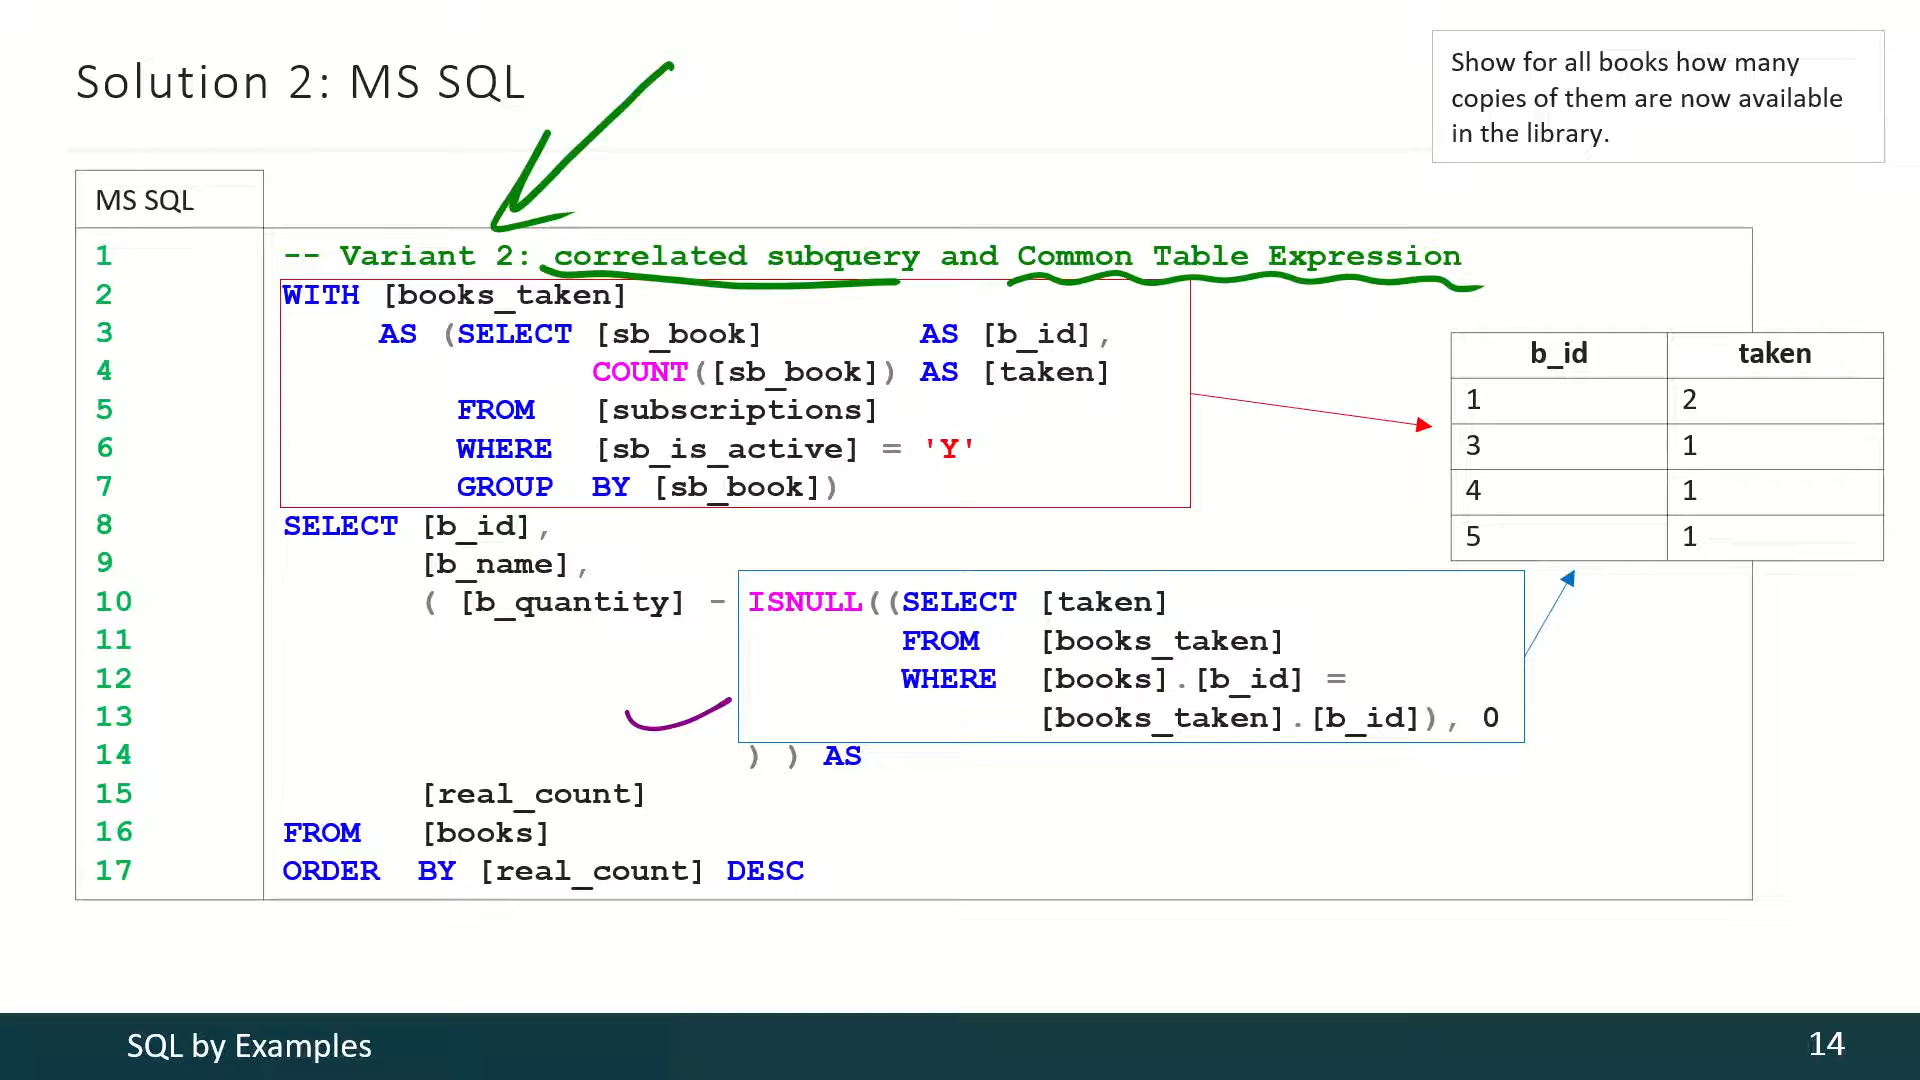 Solution 2: MS SQL
Show for all books how many
copies of them are now available
in the library.
MS SQL
1 -- Variant 2: correlated subquery and Common Table Expression
2 WITH [books_taken]
3 AS (SELECT [sb_book] AS [b_id],
4 COUNT([sb_book]) AS [taken]
5 FROM [subscriptions]
6 WHERE [sb_is_active] = 'Y'
7 GROUP BY [sb_book])
8 SELECT [b_id],
9 [b_name],
10 ( [b_quantity] - ISNULL((SELECT [taken]
11 FROM [books_taken]
12 WHERE [books].[b_id] =
13 [books_taken].[b_id]), 0
14 ) ) AS
15 [real_count]
16 FROM [books]
17 ORDER BY [real_count] DESC
b_id taken
1 2
3 1
4 1
5 1
SQL by Examples
14